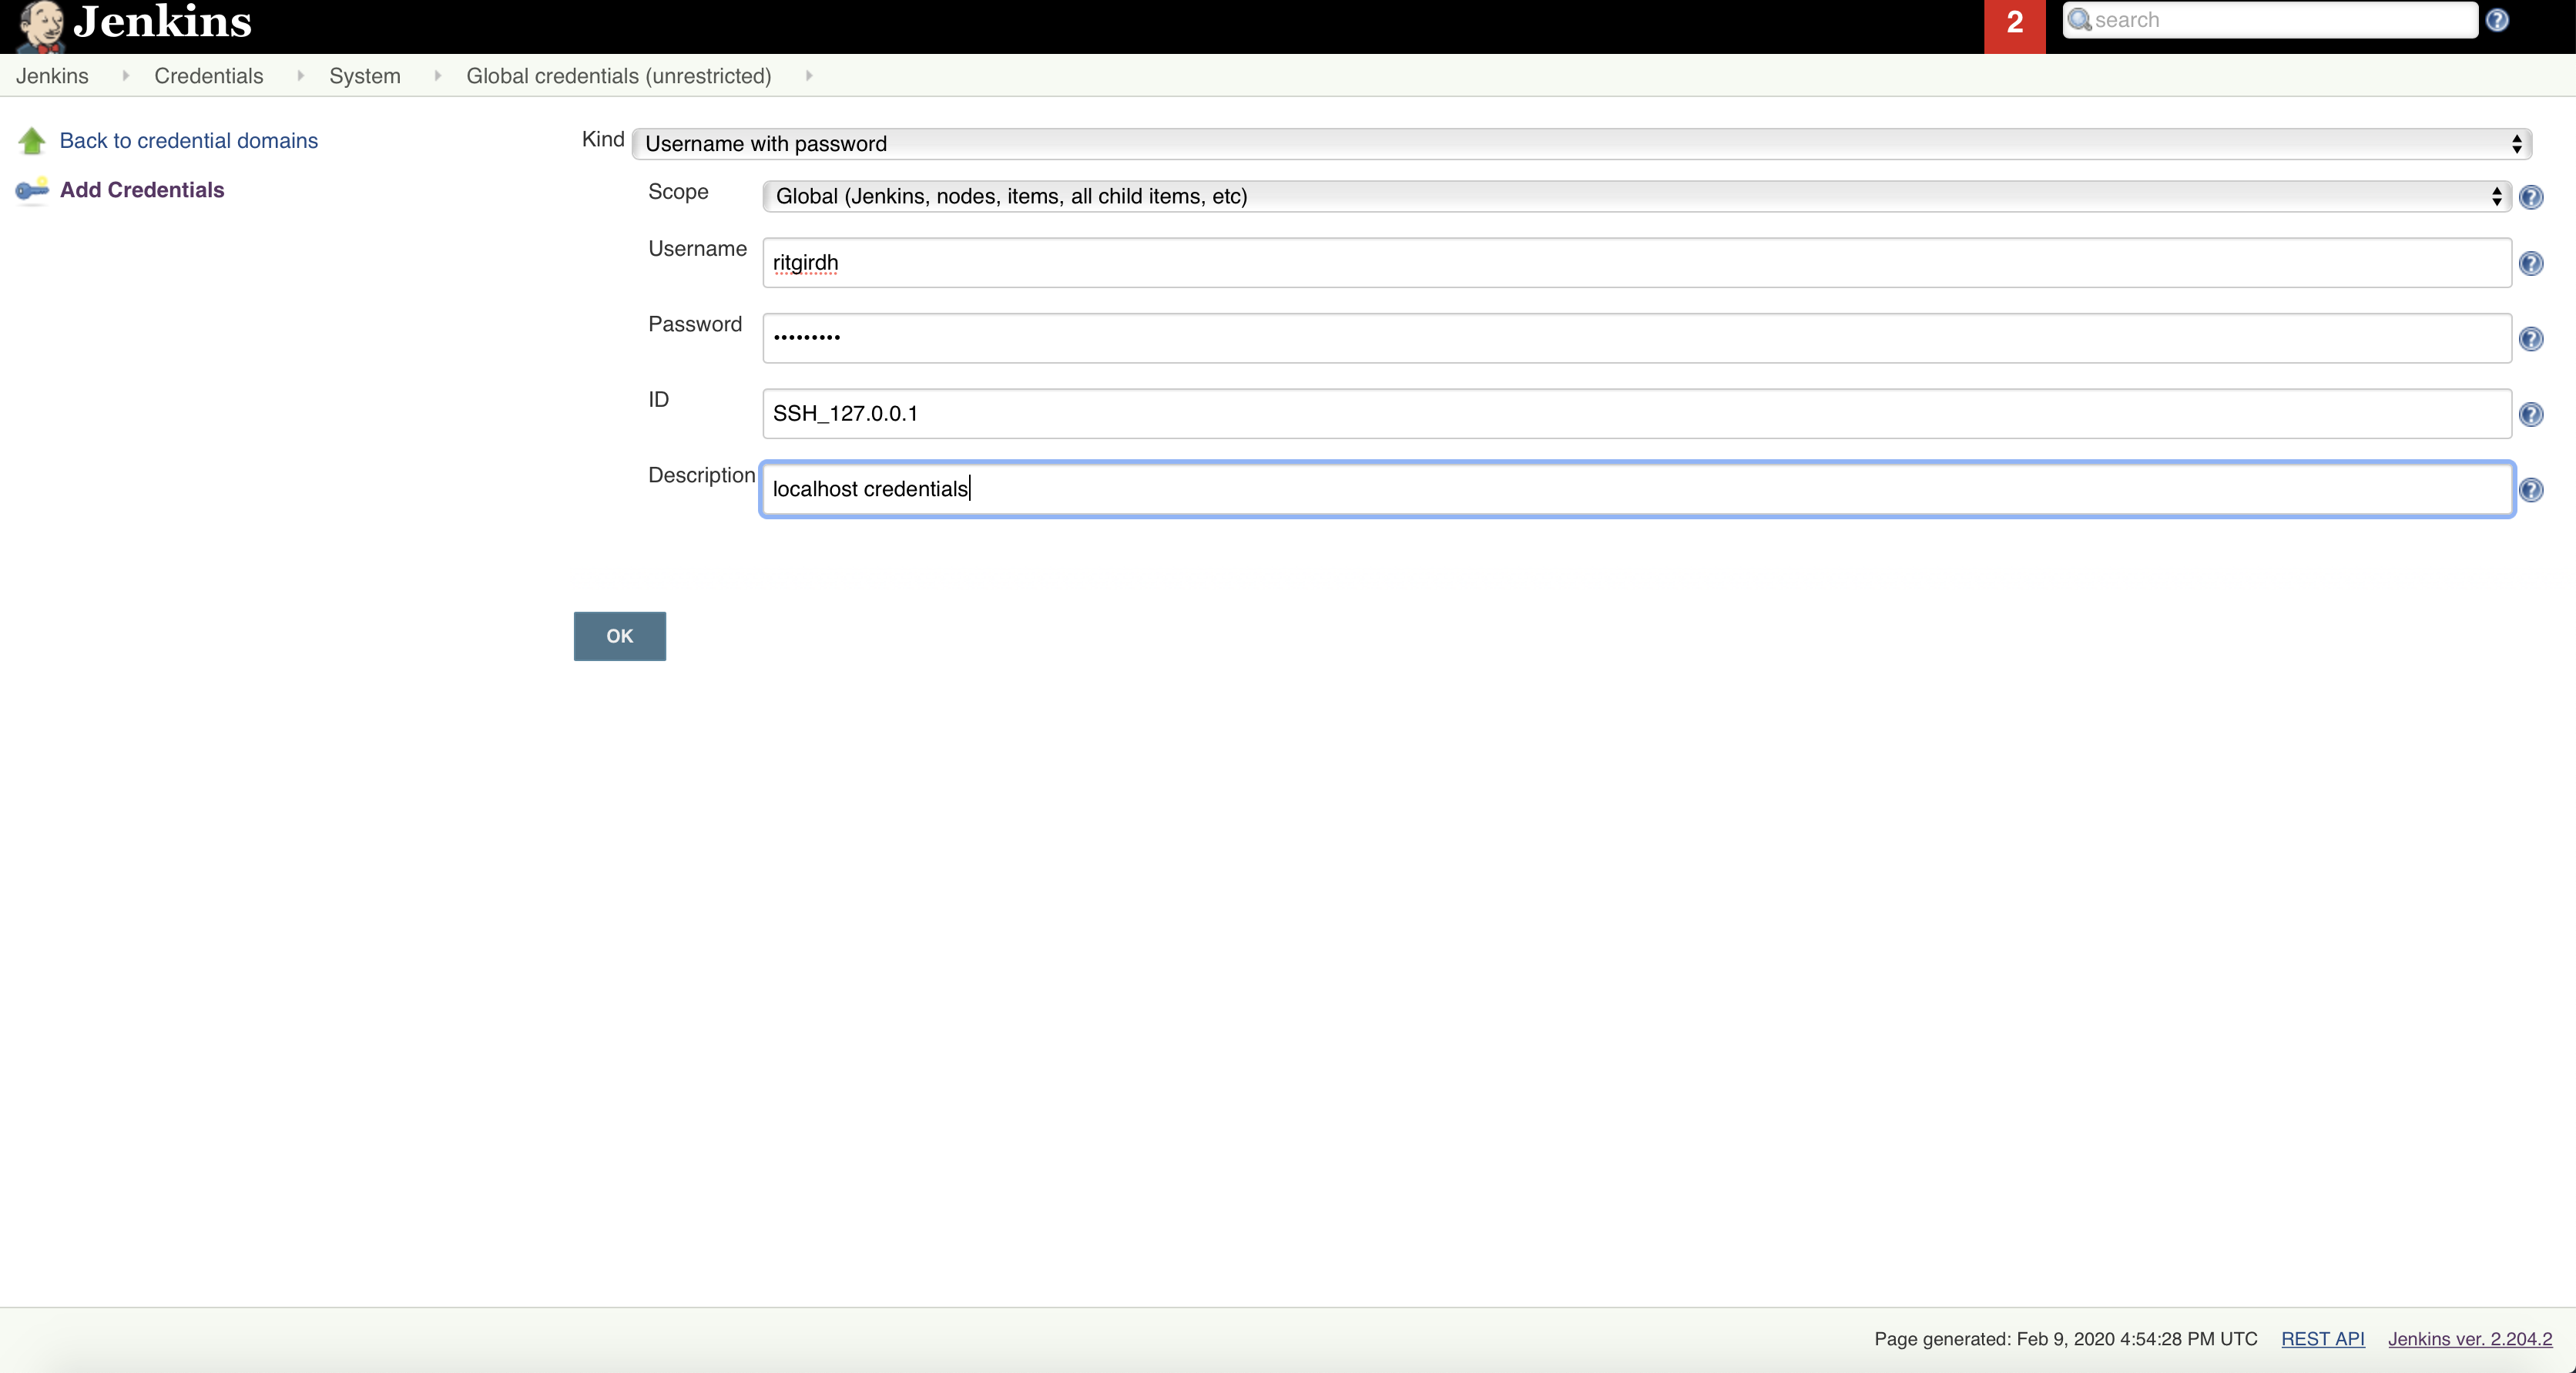 Jenkins
2
search
Jenkins Credentials System Global credentials (unrestricted)
Back to credential domains
Add Credentials
Kind Username with password
Scope Global (Jenkins, nodes, items, all child items, etc)
Username ritgirdh
Password •••••••••
ID SSH_127.0.0.1
Description localhost credentials
OK
Page generated: Feb 9, 2020 4:54:28 PM UTC REST API Jenkins ver. 2.204.2